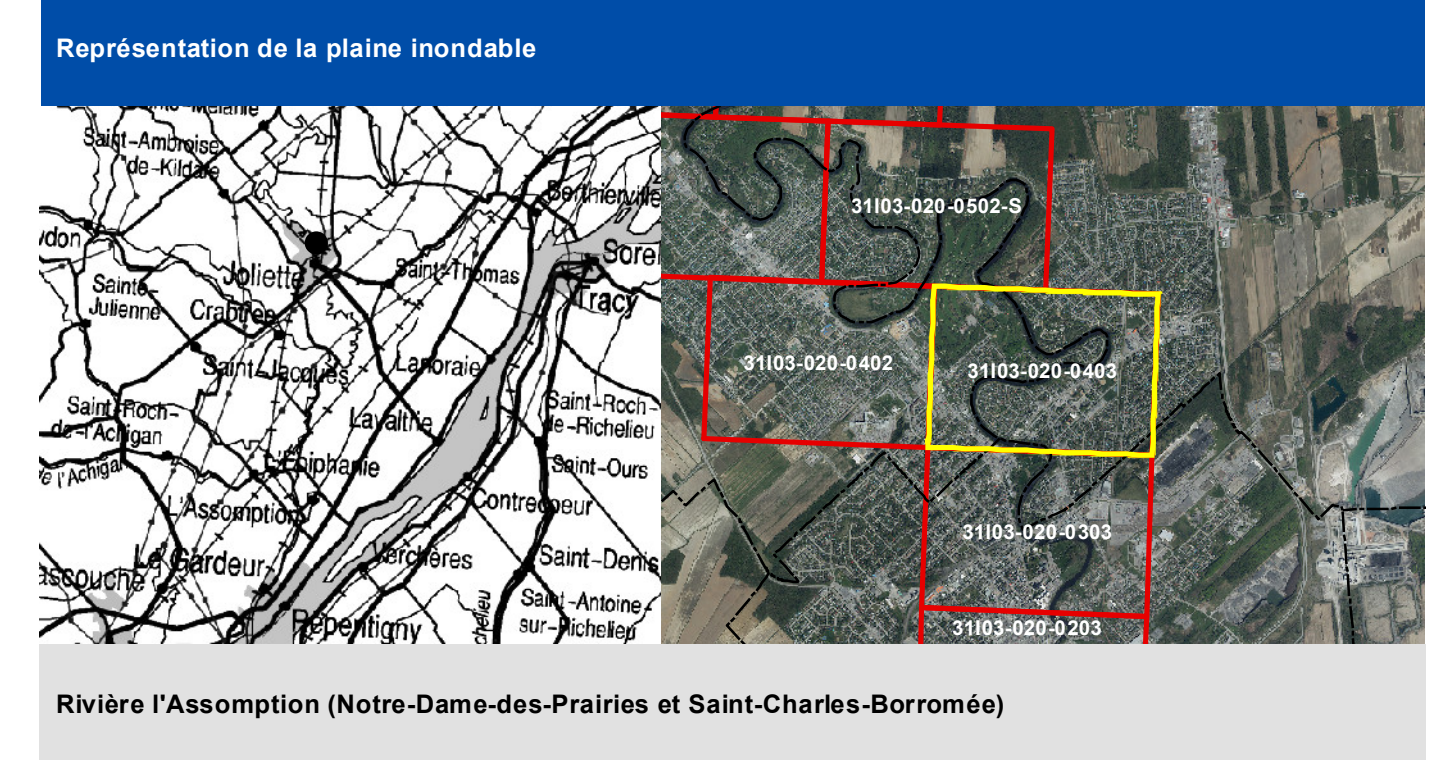 Représentation de la plaine inondable
Saint-Ambroise
-de-Kildare
Berthierville
Joliette
Saint-Thomas
Sainte-
Julienne
Crabtree
Tracy
Saint-Jacques
Lanoraie
Saint-Roch-
de-l'Achigan
Lavaltrie
Saint-Roch-
de-Richelieu
L'Épiphanie
Saint-Ours
L'Assomption
Contrecoeur
Le Gardeur
Verchères
Saint-Denis
Repentigny
Saint-Antoine-
sur-Richelieu
31I03-020-0502-S
31I03-020-0402
31I03-020-0403
31I03-020-0303
31I03-020-0203
Rivière l'Assomption (Notre-Dame-des-Prairies et Saint-Charles-Borromée)